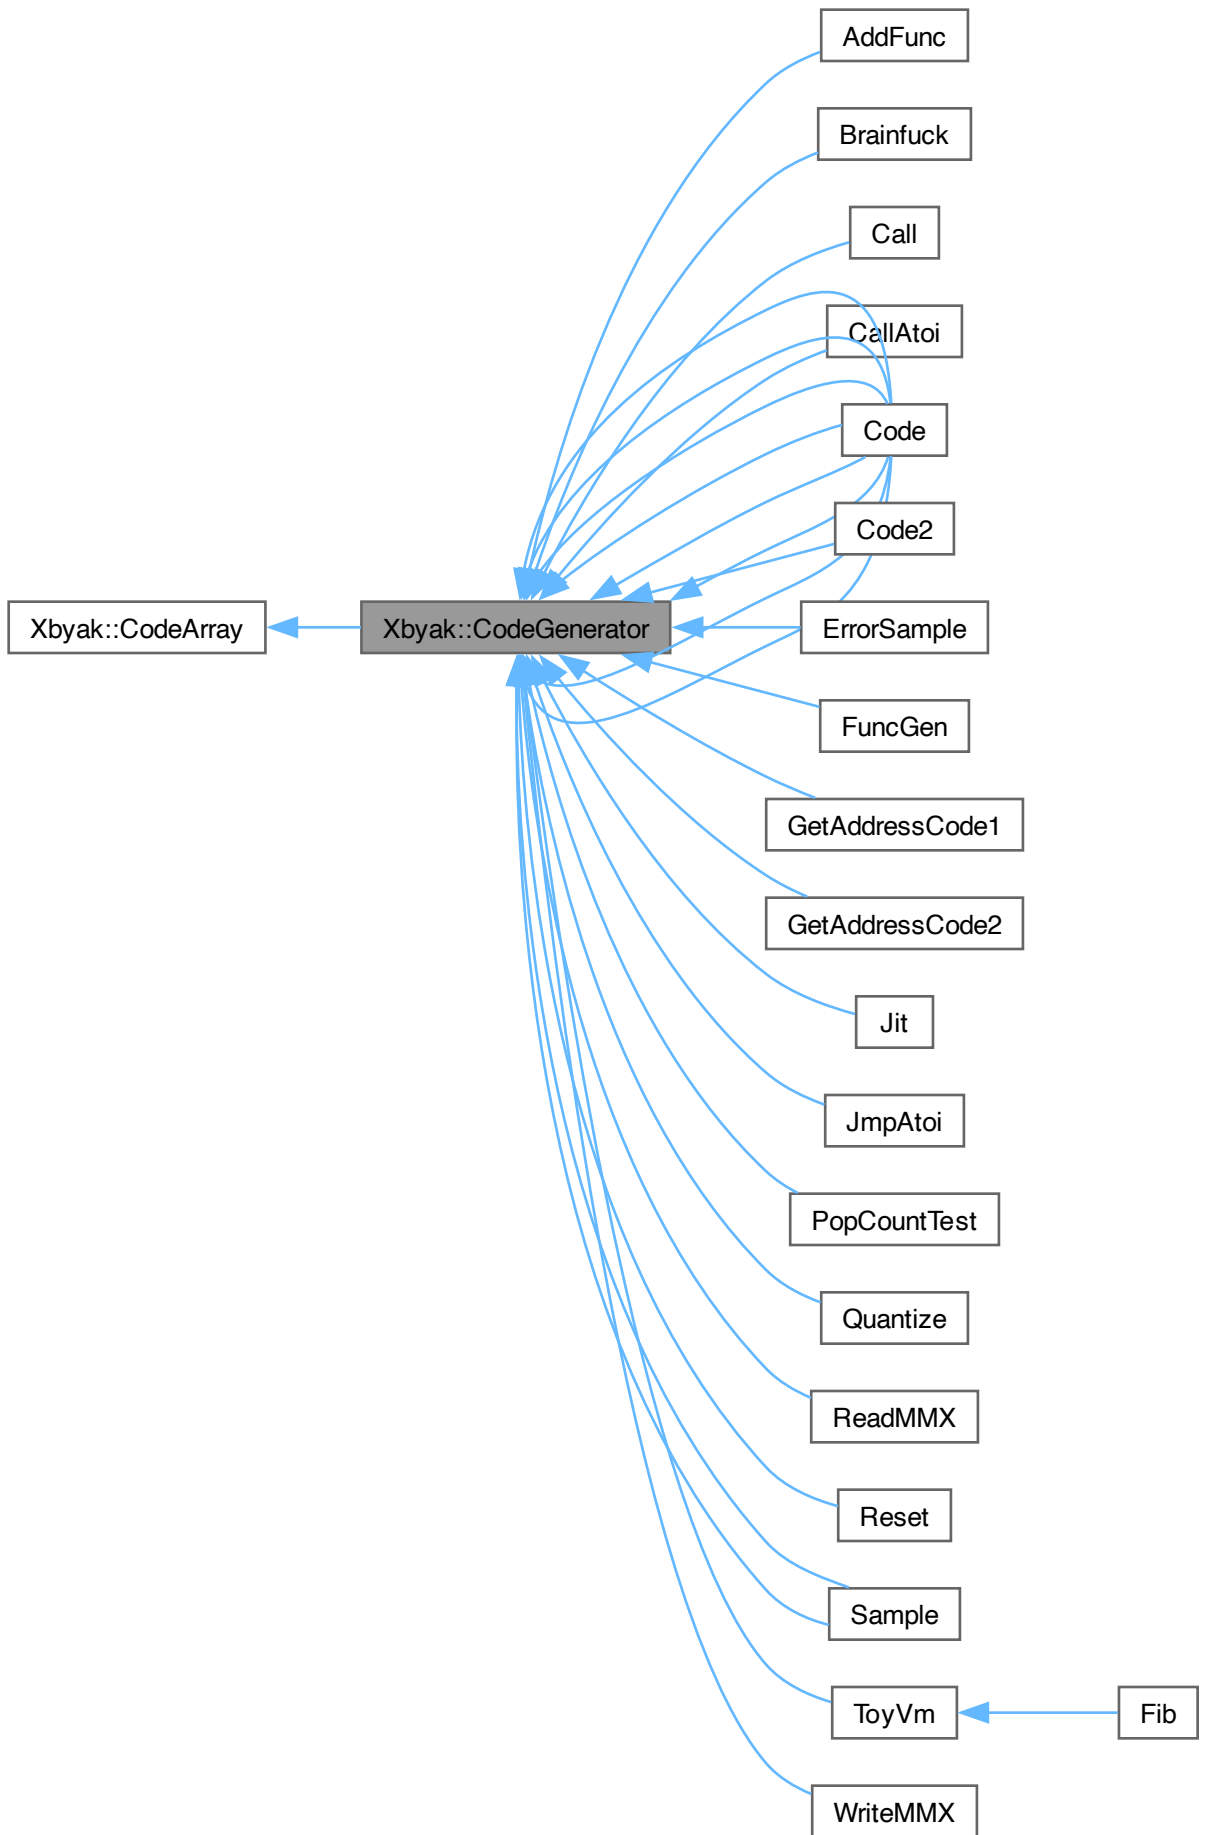 AddFunc
Brainfuck
Call
CallAtoi
Code
Code2
Xbyak::CodeArray
Xbyak::CodeGenerator
ErrorSample
FuncGen
GetAddressCode1
GetAddressCode2
Jit
JmpAtoi
PopCountTest
Quantize
ReadMMX
Reset
Sample
ToyVm
Fib
WriteMMX